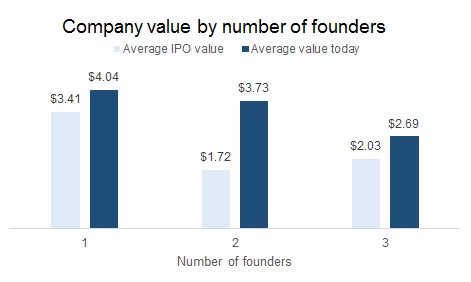 Company value by number of founders
Average IPO value Average value today
$3.41 $4.04 $1.72 $3.73 $2.03 $2.69
1 2 3
Number of founders